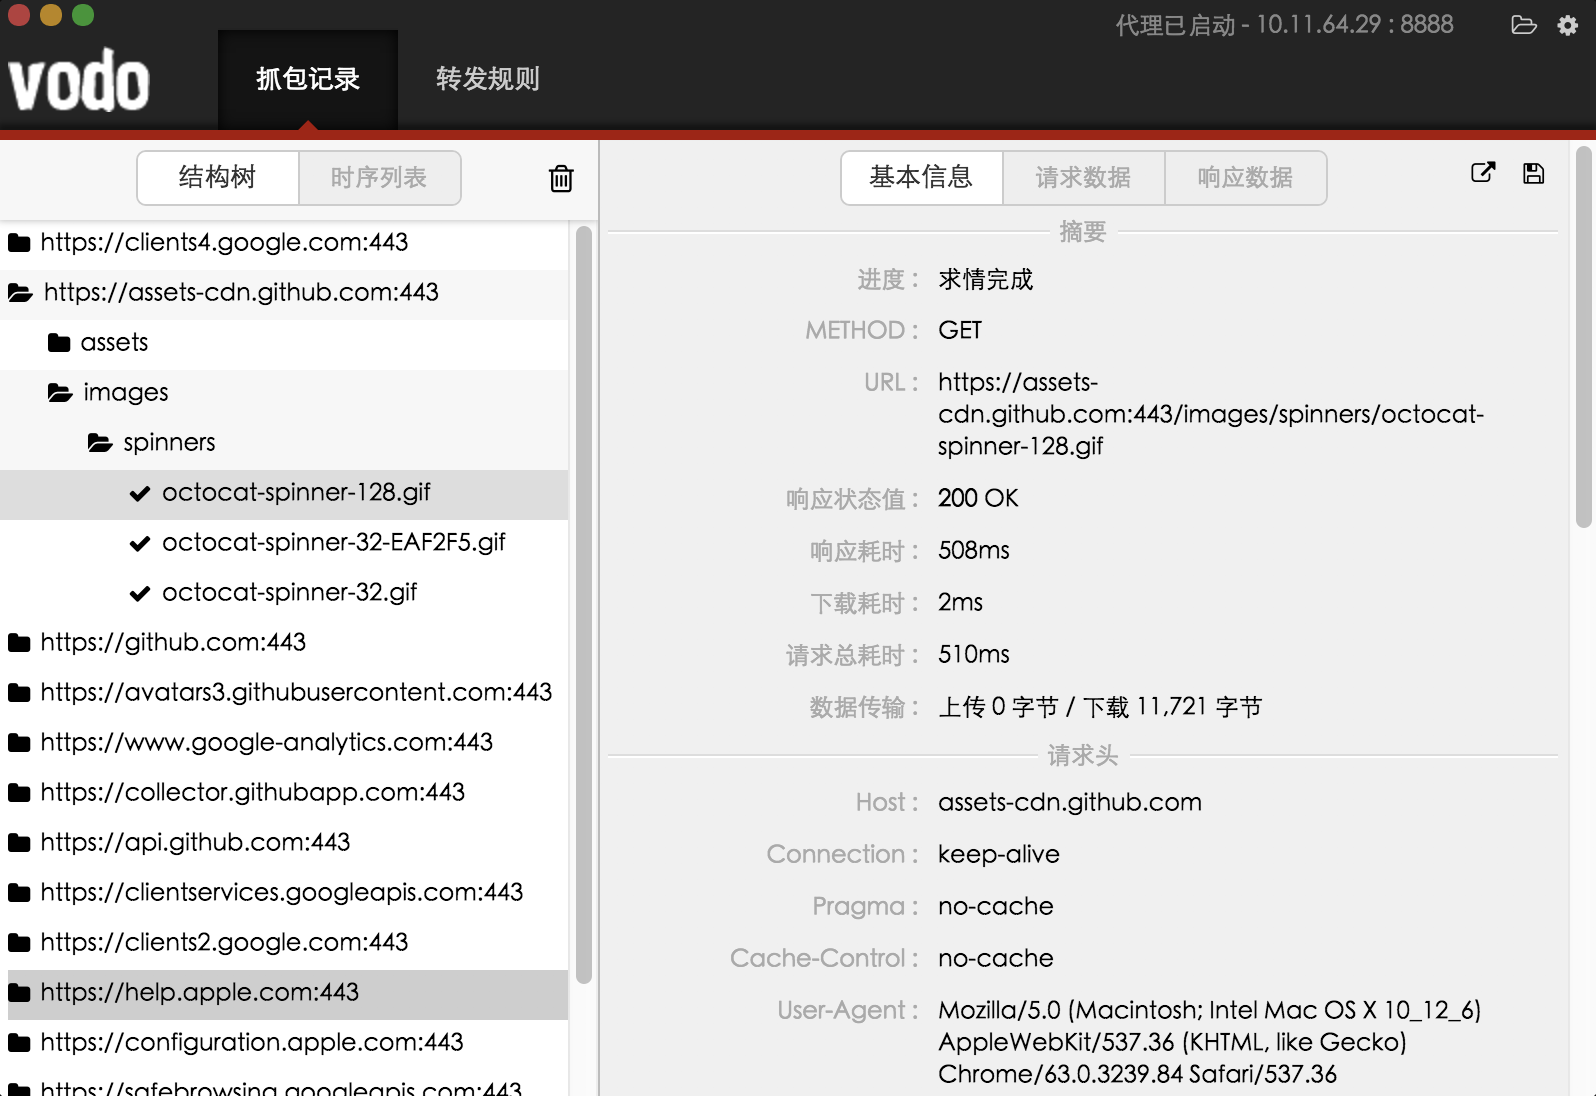 代理已启动 - 10.11.64.29 : 8888
vodo
抓包记录
转发规则
结构树
时序列表
https://clients4.google.com:443
https://assets-cdn.github.com:443
assets
images
spinners
octocat-spinner-128.gif
octocat-spinner-32-EAF2F5.gif
octocat-spinner-32.gif
https://github.com:443
https://avatars3.githubusercontent.com:443
https://www.google-analytics.com:443
https://collector.githubapp.com:443
https://api.github.com:443
https://clientservices.googleapis.com:443
https://clients2.google.com:443
https://help.apple.com:443
https://configuration.apple.com:443
https://safebrowsing.googleapis.com:443
基本信息
请求数据
响应数据
摘要
进度 : 求情完成
METHOD : GET
URL : https://assets-
cdn.github.com:443/images/spinners/octocat-
spinner-128.gif
响应状态值 : 200 OK
响应耗时 : 508ms
下载耗时 : 2ms
请求总耗时 : 510ms
数据传输 : 上传 0 字节 / 下载 11,721 字节
请求头
Host : assets-cdn.github.com
Connection : keep-alive
Pragma : no-cache
Cache-Control : no-cache
User-Agent : Mozilla/5.0 (Macintosh; Intel Mac OS X 10_12_6)
AppleWebKit/537.36 (KHTML, like Gecko)
Chrome/63.0.3239.84 Safari/537.36